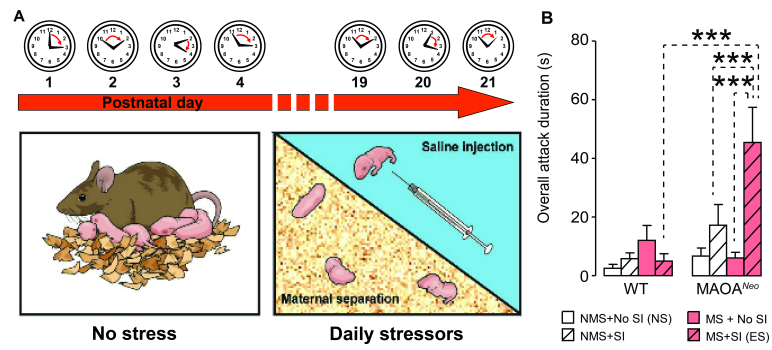 A
1
2
3
4
19
20
21
Postnatal day
Saline injection
Maternal separation
No stress
Daily stressors
B
Overall attack duration (s)
80
60
40
20
0
***
***
***
WT
MAOA^Neo
NMS+No SI (NS)
MS + No SI
NMS+SI
MS+SI (ES)